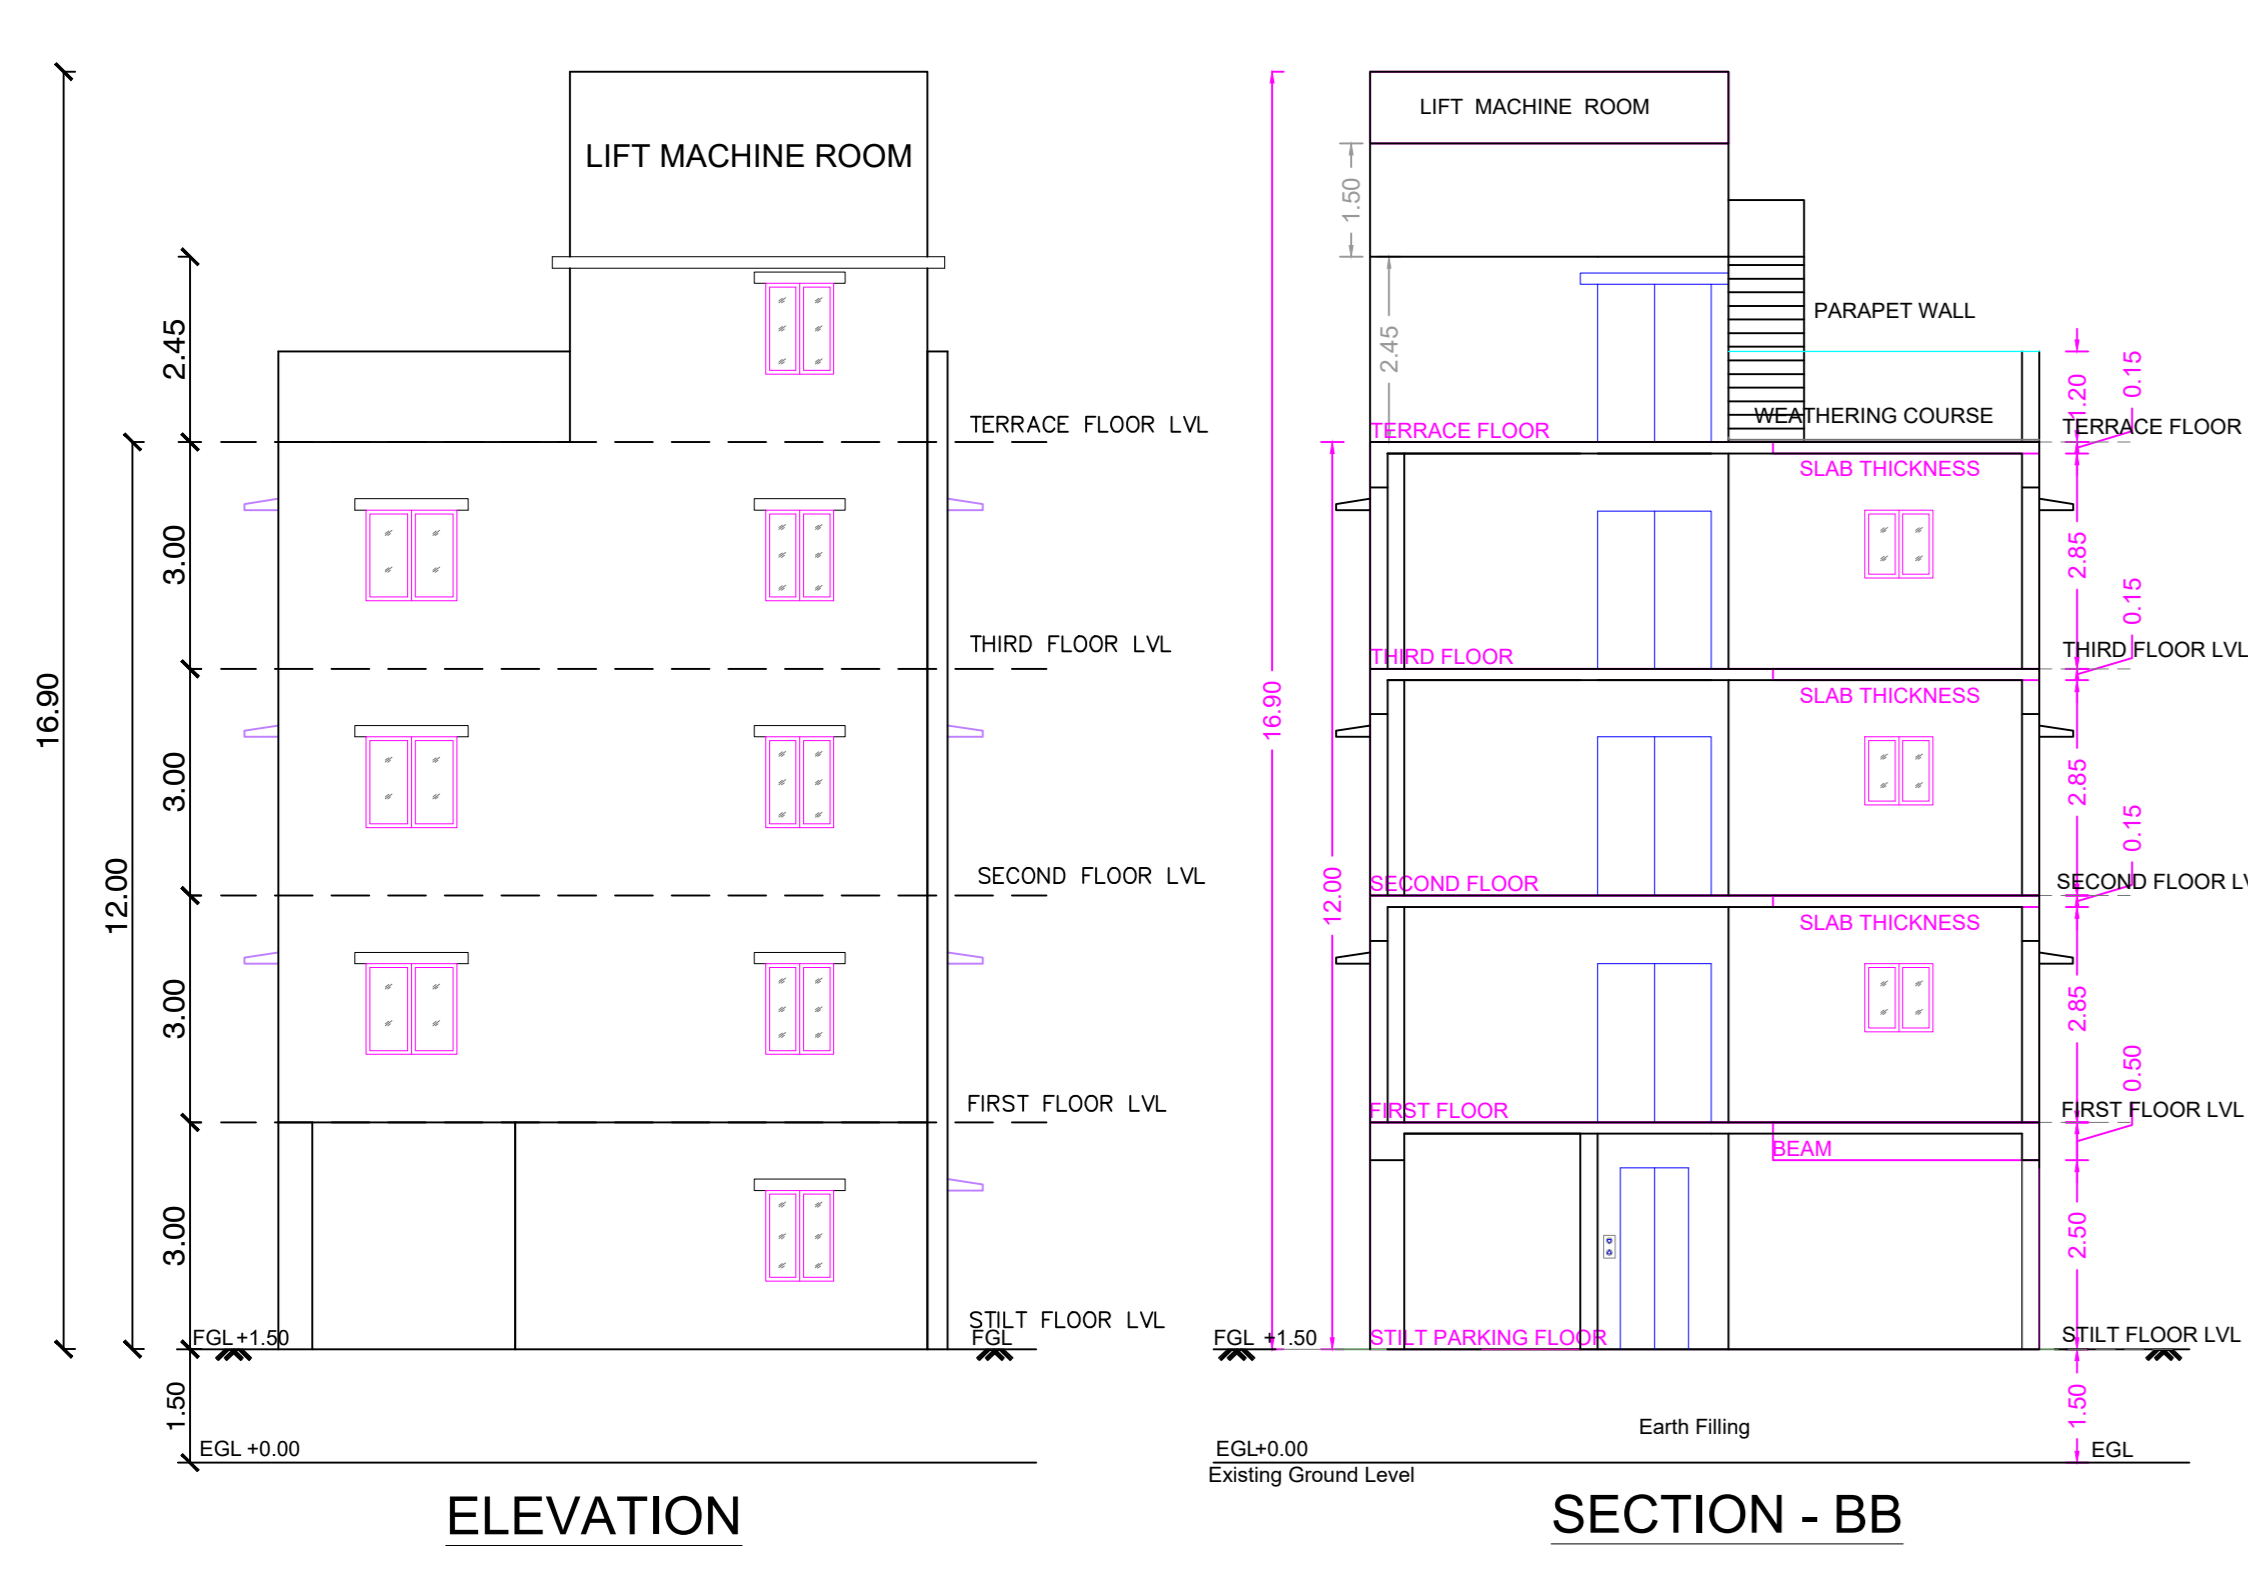 LIFT MACHINE ROOM
16.90
2.45
TERRACE FLOOR LVL
3.00
THIRD FLOOR LVL
12.00
3.00
SECOND FLOOR LVL
3.00
FIRST FLOOR LVL
3.00
STILT FLOOR LVL
FGL+1.50
FGL
1.50
EGL +0.00
ELEVATION
LIFT MACHINE ROOM
1.50
2.45
PARAPET WALL
1.20
0.15
WEATHERING COURSE
TERRACE FLOOR
TERRACE FLOOR
SLAB THICKNESS
2.85
0.15
THIRD FLOOR
THIRD FLOOR LVL
SLAB THICKNESS
16.90
2.85
0.15
12.00
SECOND FLOOR
SECOND FLOOR LV
SLAB THICKNESS
2.85
0.50
FIRST FLOOR
FIRST FLOOR LVL
BEAM
2.50
FGL +1.50
STILT PARKING FLOOR
STILT FLOOR LVL
1.50
Earth Filling
EGL+0.00
EGL
Existing Ground Level
SECTION - BB